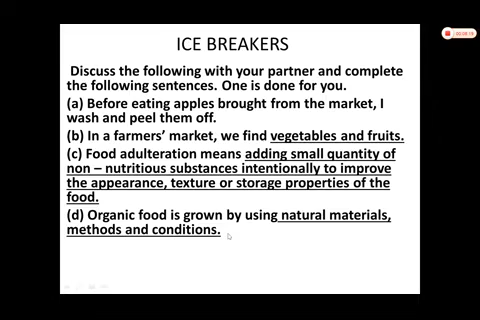 ICE BREAKERS
Discuss the following with your partner and complete
the following sentences. One is done for you.
(a) Before eating apples brought from the market, I
wash and peel them off.
(b) In a farmers’ market, we find vegetables and fruits.
(c) Food adulteration means adding small quantity of
non – nutritious substances intentionally to improve
the appearance, texture or storage properties of the
food.
(d) Organic food is grown by using natural materials,
methods and conditions.